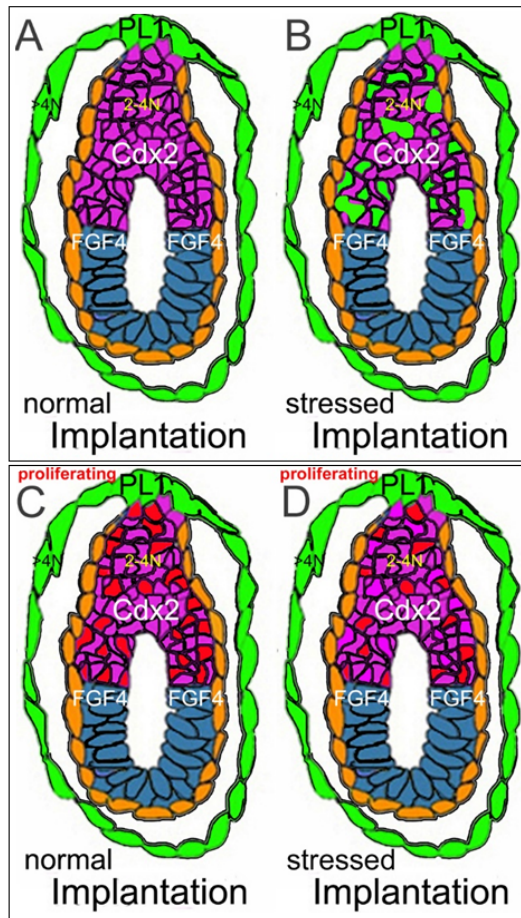 A
PL1
>4N
2-4N
Cdx2
FGF4
FGF4
normal
Implantation
B
PL1
>4N
2-4N
Cdx2
FGF4
FGF4
stressed
Implantation
proliferating
C
PL1
>4N
2-4N
Cdx2
FGF4
FGF4
normal
Implantation
proliferating
D
PL1
>4N
2-4N
Cdx2
FGF4
FGF4
stressed
Implantation